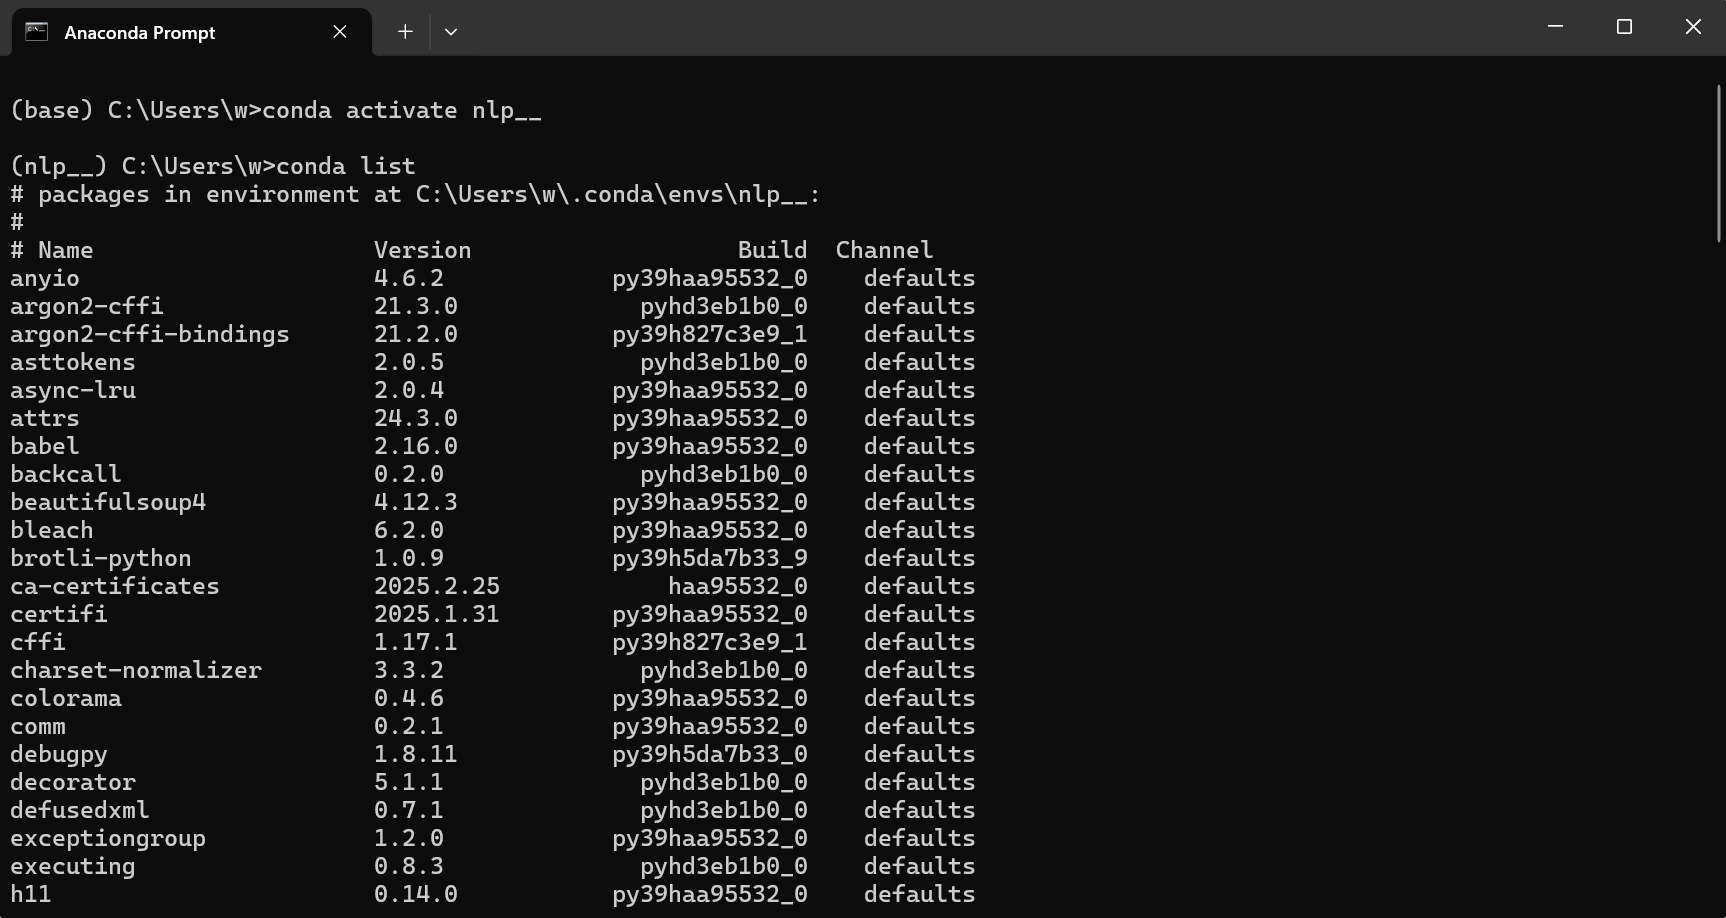 Anaconda Prompt
(base) C:\Users\w>conda activate nlp__
(nlp__) C:\Users\w>conda list
# packages in environment at C:\Users\w\.conda\envs\nlp__:
#
# Name                    Version                   Build  Channel
anyio                     4.6.2            py39haa95532_0    defaults
argon2-cffi               21.3.0             pyhd3eb1b0_0    defaults
argon2-cffi-bindings      21.2.0           py39h827c3e9_1    defaults
asttokens                 2.0.5              pyhd3eb1b0_0    defaults
async-lru                 2.0.4            py39haa95532_0    defaults
attrs                     24.3.0           py39haa95532_0    defaults
babel                     2.16.0           py39haa95532_0    defaults
backcall                  0.2.0              pyhd3eb1b0_0    defaults
beautifulsoup4            4.12.3           py39haa95532_0    defaults
bleach                    6.2.0            py39haa95532_0    defaults
brotli-python             1.0.9            py39h5da7b33_9    defaults
ca-certificates           2025.2.25            haa95532_0    defaults
certifi                   2025.1.31        py39haa95532_0    defaults
cffi                      1.17.1           py39h827c3e9_1    defaults
charset-normalizer        3.3.2              pyhd3eb1b0_0    defaults
colorama                  0.4.6            py39haa95532_0    defaults
comm                      0.2.1            py39haa95532_0    defaults
debugpy                   1.8.11           py39h5da7b33_0    defaults
decorator                 5.1.1              pyhd3eb1b0_0    defaults
defusedxml                0.7.1              pyhd3eb1b0_0    defaults
exceptiongroup            1.2.0            py39haa95532_0    defaults
executing                 0.8.3              pyhd3eb1b0_0    defaults
h11                       0.14.0           py39haa95532_0    defaults